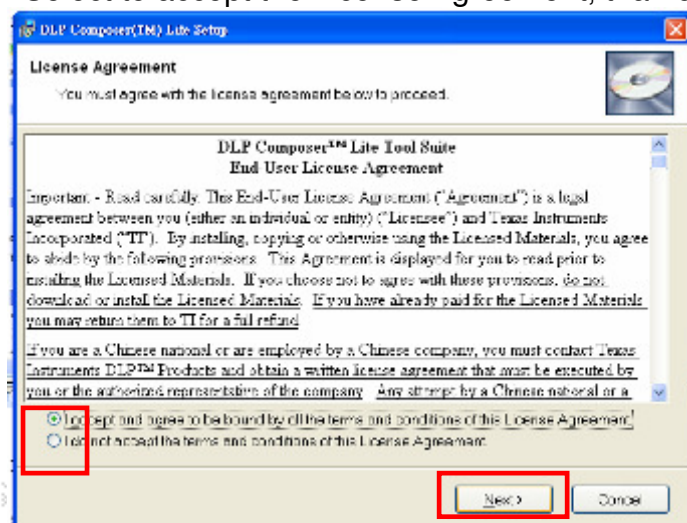 DLP Composer(TM) Lite Setup
License Agreement
You must agree with the license agreement below to proceed.
DLP Composer™ Lite Tool Suite
End User License Agreement
Important - Read carefully. This End-User License Agreement ("Agreement") is a legal
agreement between you (either an individual or entity) ("Licensee") and Texas Instruments
Incorporated ("TI"). By installing, copying or otherwise using the Licensed Materials, you agree
to abide by the following provisions. This Agreement is displayed for you to read prior to
installing the Licensed Materials. If you choose not to agree with these provisions, do not
download or install the Licensed Materials. If you have already paid for the Licensed Materials
you may return them to TI for a full refund.
If you are a Chinese national or are employed by a Chinese company, you must contact Texas
Instruments DLP™ Products and obtain a written license agreement that must be executed by
you or the authorized representative of the company. Any attempt by a Chinese national or a
I accept and agree to be bound by all the terms and conditions of this License Agreement
I do not accept the terms and conditions of this License Agreement
Next >
Cancel